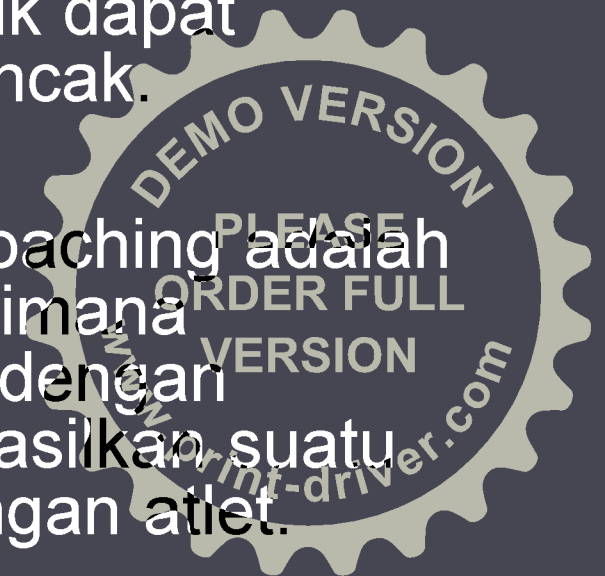 ik dapat
ncak.
DEMO VERSION
PLEASE
oaching adalah
ORDER FULL
imana
VERSION
dengan
www.print-driver.com
asilkan suatu
ngan atlet.